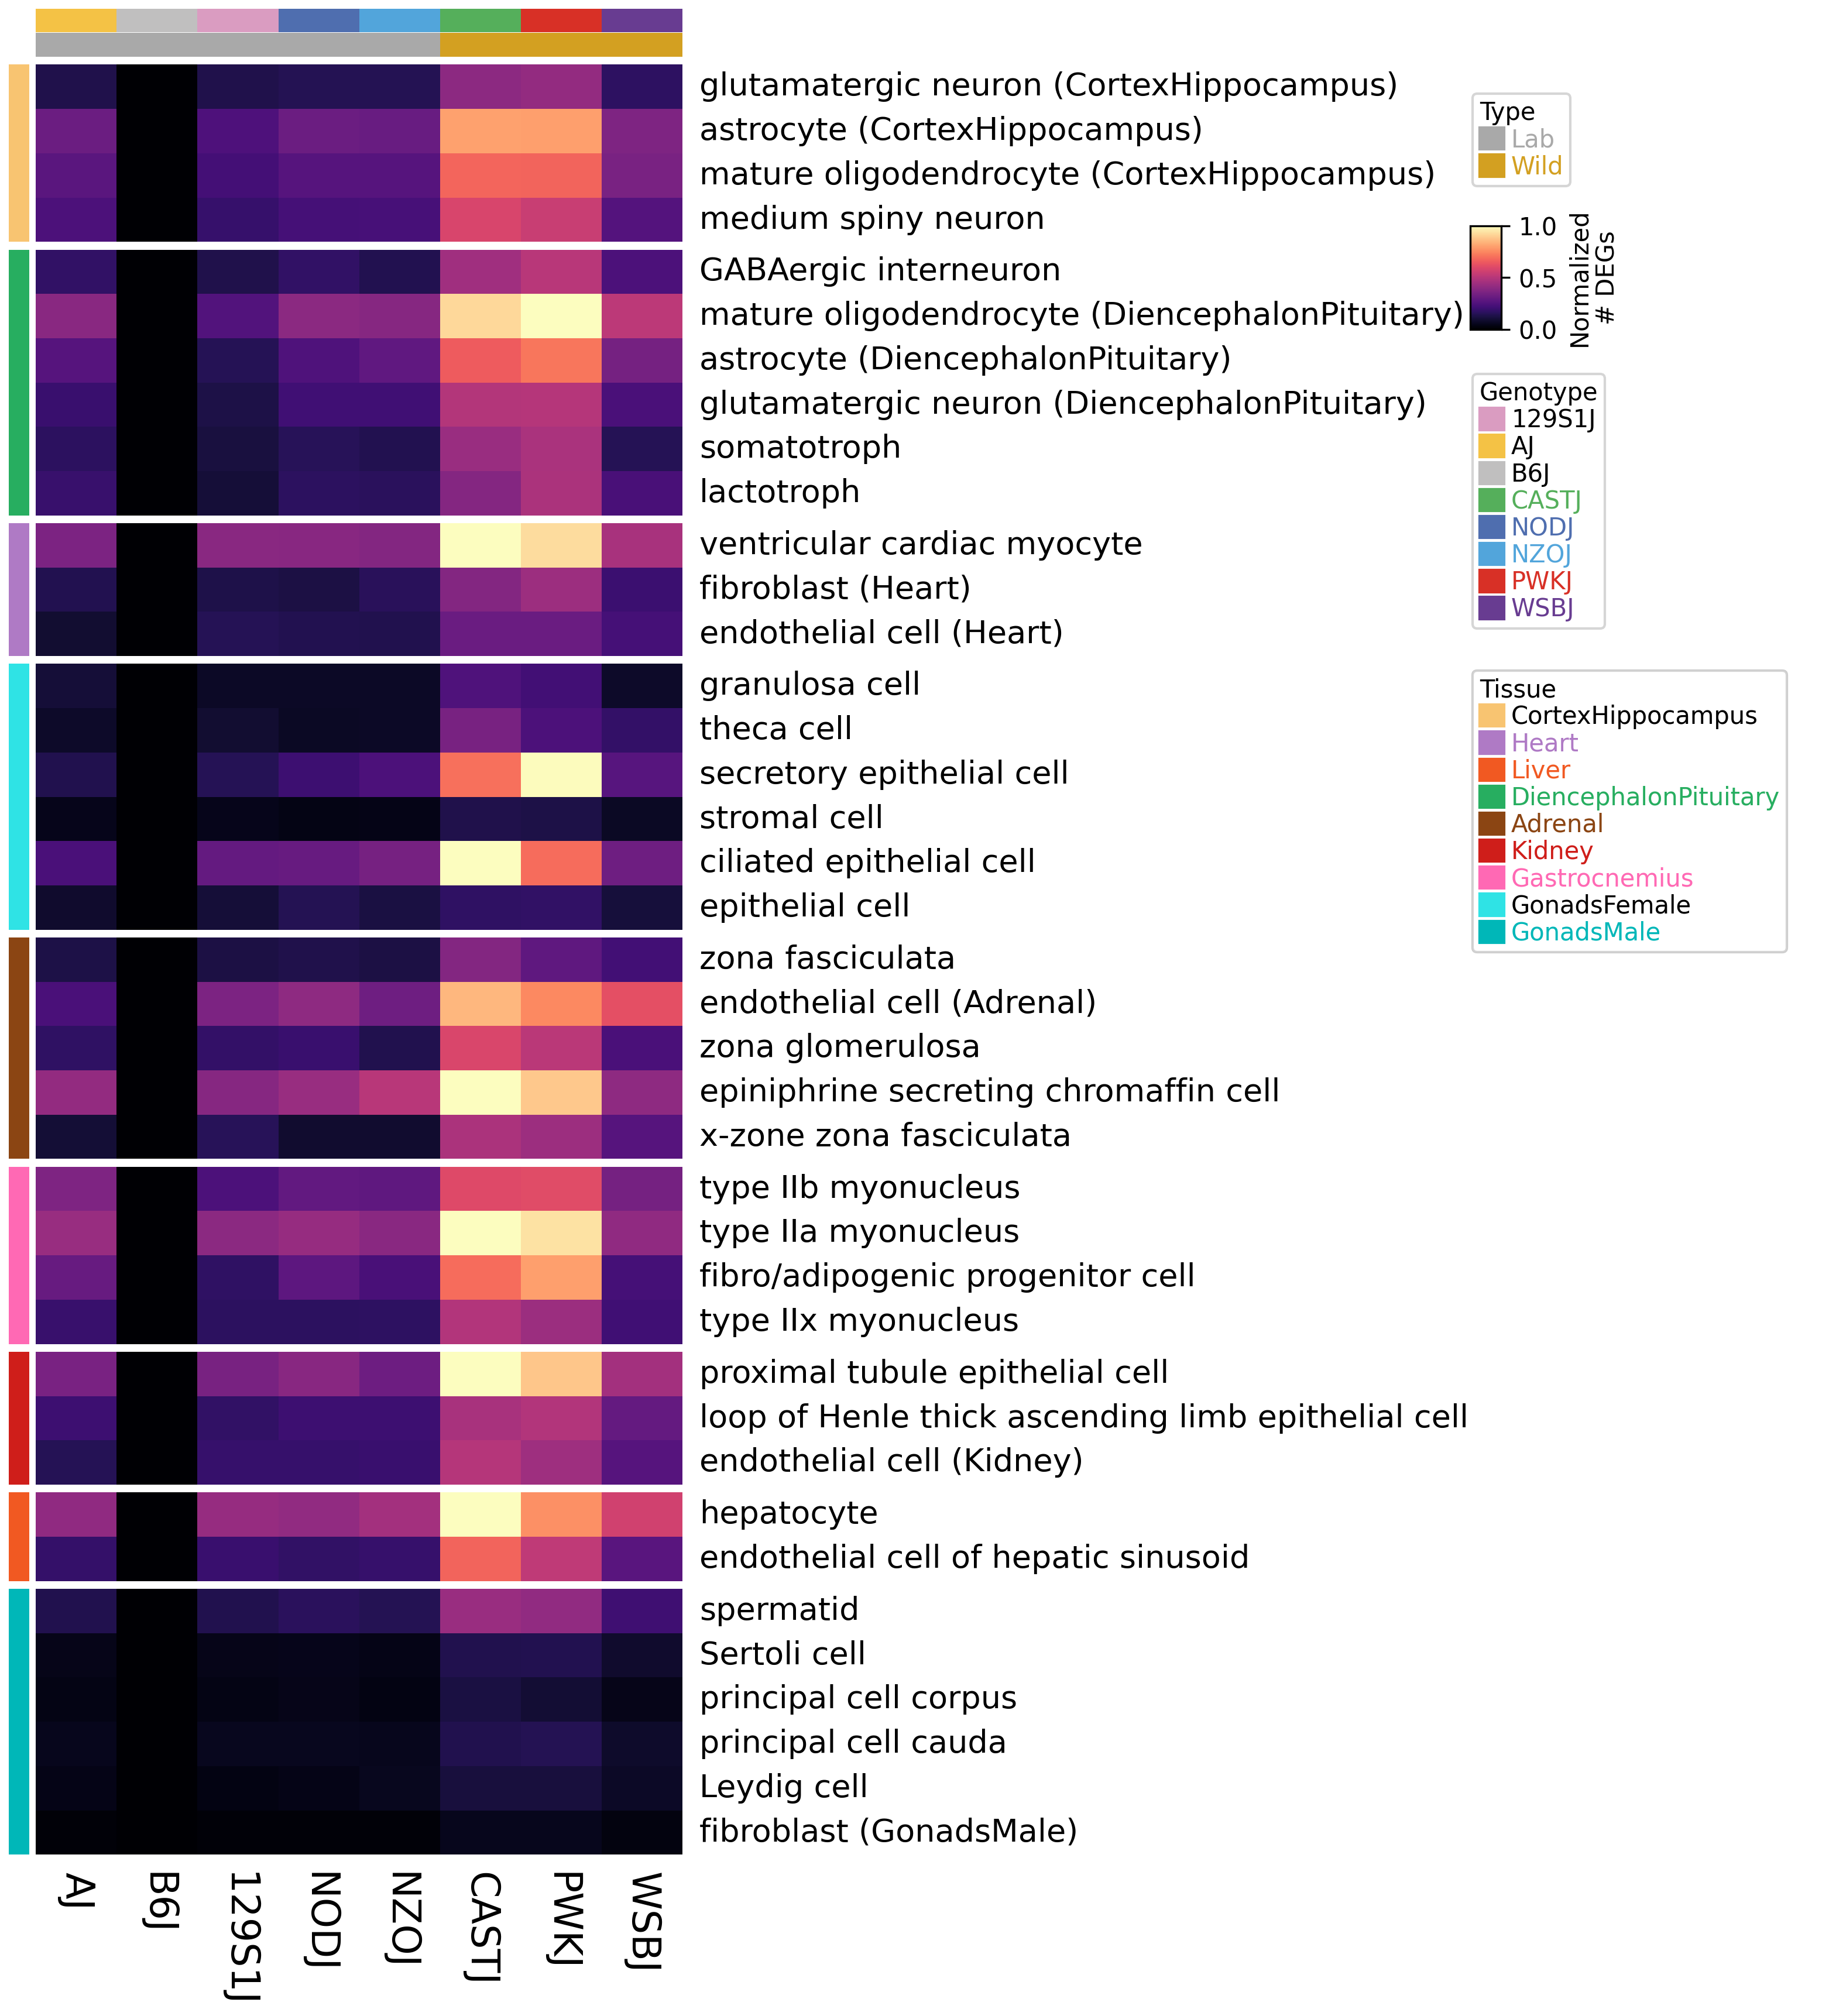 glutamatergic neuron (CortexHippocampus)
astrocyte (CortexHippocampus)
mature oligodendrocyte (CortexHippocampus)
medium spiny neuron
GABAergic interneuron
mature oligodendrocyte (DiencephalonPituitary)
astrocyte (DiencephalonPituitary)
glutamatergic neuron (DiencephalonPituitary)
somatotroph
lactotroph
ventricular cardiac myocyte
fibroblast (Heart)
endothelial cell (Heart)
granulosa cell
theca cell
secretory epithelial cell
stromal cell
ciliated epithelial cell
epithelial cell
zona fasciculata
endothelial cell (Adrenal)
zona glomerulosa
epiniphrine secreting chromaffin cell
x-zone zona fasciculata
type IIb myonucleus
type IIa myonucleus
fibro/adipogenic progenitor cell
type IIx myonucleus
proximal tubule epithelial cell
loop of Henle thick ascending limb epithelial cell
endothelial cell (Kidney)
hepatocyte
endothelial cell of hepatic sinusoid
spermatid
Sertoli cell
principal cell corpus
principal cell cauda
Leydig cell
fibroblast (GonadsMale)
AJ
B6J
129S1J
NODJ
NZOJ
CASTJ
PWKJ
WSBJ
Type
Lab
Wild
1.0
0.5
0.0
Normalized
# DEGs
Genotype
129S1J
AJ
B6J
CASTJ
NODJ
NZOJ
PWKJ
WSBJ
Tissue
CortexHippocampus
Heart
Liver
DiencephalonPituitary
Adrenal
Kidney
Gastrocnemius
GonadsFemale
GonadsMale